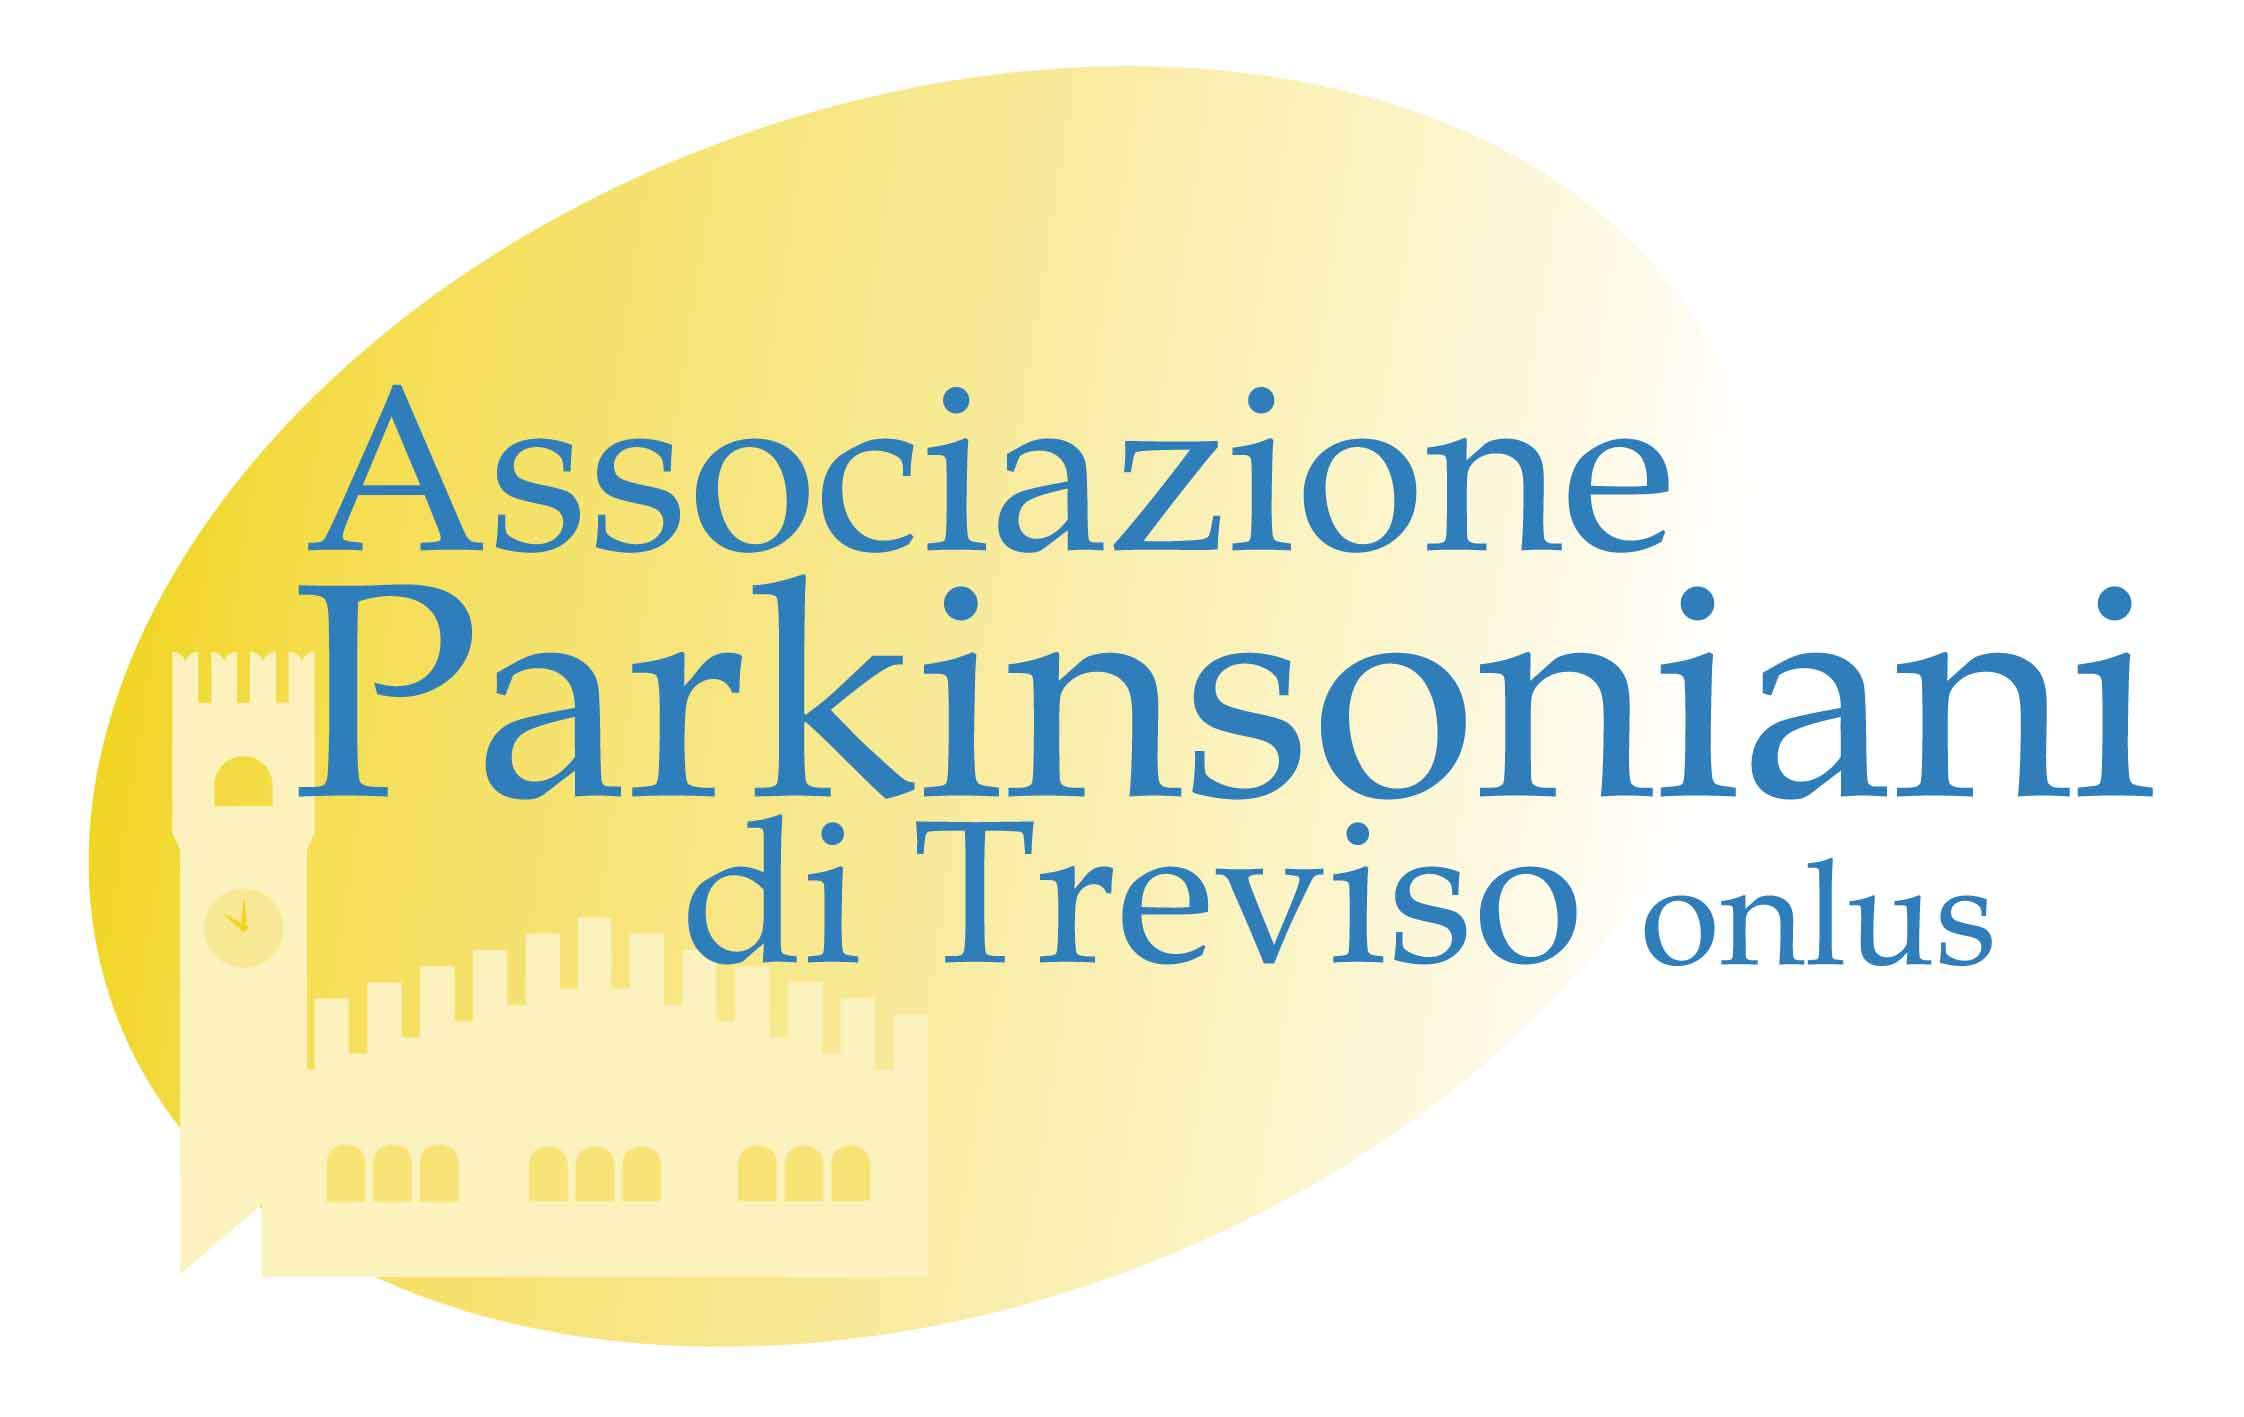 Associazione
Parkinsoniani
di Treviso onlus